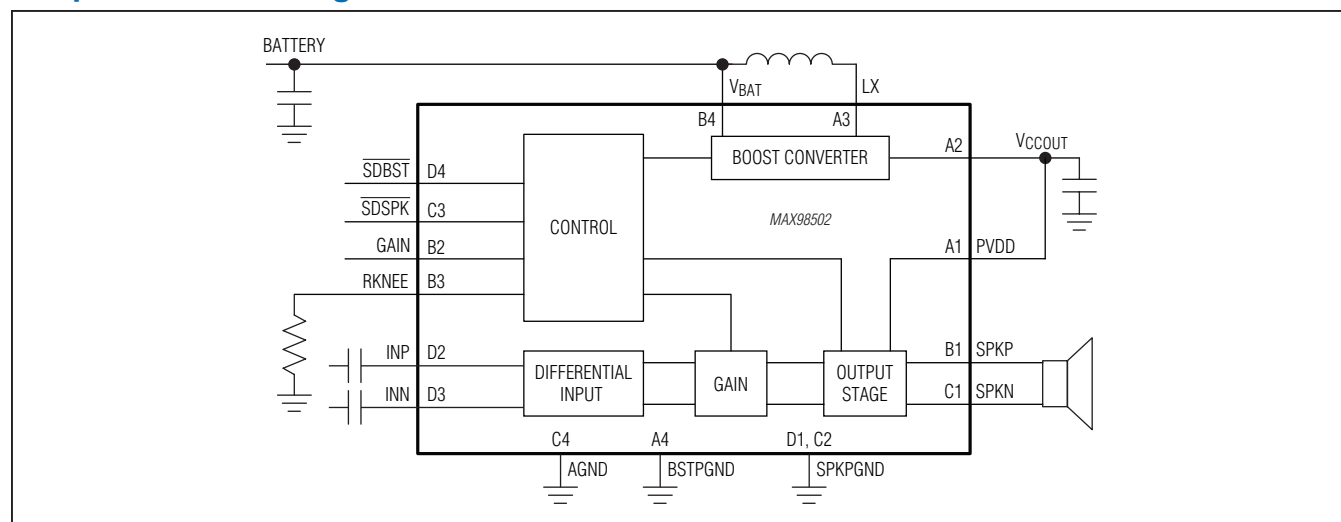 BATTERY
VBAT
LX
B4
A3
SDBST
D4
BOOST CONVERTER
A2
VCCOUT
SDSPK
C3
CONTROL
MAX98502
GAIN
B2
A1
PVDD
RKNEE
B3
INP
D2
DIFFERENTIAL
INPUT
GAIN
OUTPUT
STAGE
B1
SPKP
INN
D3
C1
SPKN
C4
A4
D1, C2
AGND
BSTPGND
SPKPGND